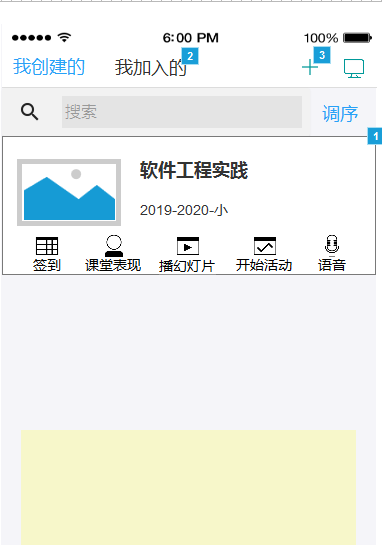 6:00 PM 100%
我创建的 我加入的 2 3
搜索 调序
1
软件工程实践
2019-2020-小
签到 课堂表现 播幻灯片 开始活动 语音